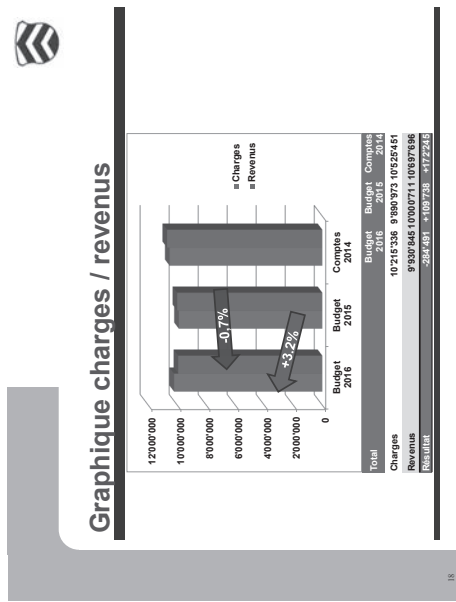 Graphique charges / revenus
12'000'000
10'000'000
8'000'000
6'000'000
4'000'000
2'000'000
0
-0.7%
+3.2%
Budget 2016
Budget 2015
Comptes 2014
Charges
Revenus
Total Budget 2016 Budget 2015 Comptes 2014
Charges 10'215'336 9'890'973 10'525'451
Revenus 9'930'845 10'000'711 10'697'696
Résultat -284'491 +109'738 +172'245
18